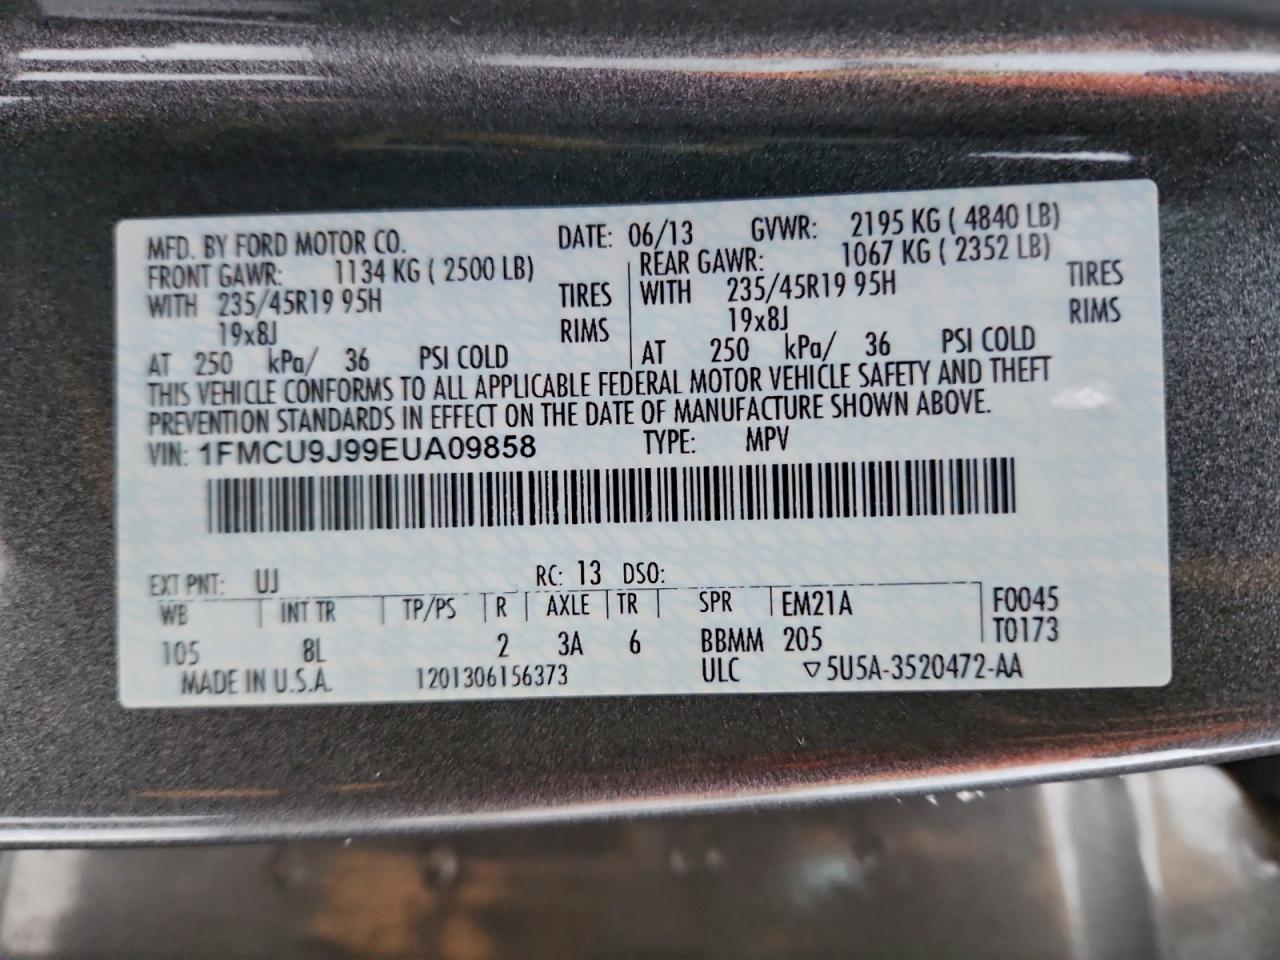 MFD. BY FORD MOTOR CO. DATE: 06/13 GVWR: 2195 KG ( 4840 LB)
FRONT GAWR: 1134 KG ( 2500 LB) REAR GAWR: 1067 KG ( 2352 LB)
WITH 235/45R19 95H TIRES WITH 235/45R19 95H TIRES
19x8J RIMS 19x8J RIMS
AT 250 kPa/ 36 PSI COLD AT 250 kPa/ 36 PSI COLD
THIS VEHICLE CONFORMS TO ALL APPLICABLE FEDERAL MOTOR VEHICLE SAFETY AND THEFT
PREVENTION STANDARDS IN EFFECT ON THE DATE OF MANUFACTURE SHOWN ABOVE.
VIN: 1FMCU9J99EUA09858 TYPE: MPV
EXT PNT: UJ RC: 13 DSO:
WB INT TR TP/PS R AXLE TR SPR EM21A F0045
105 8L 2 3A 6 BBMM 205 T0173
MADE IN U.S.A. 1201306156373 ULC ▽5U5A-3520472-AA